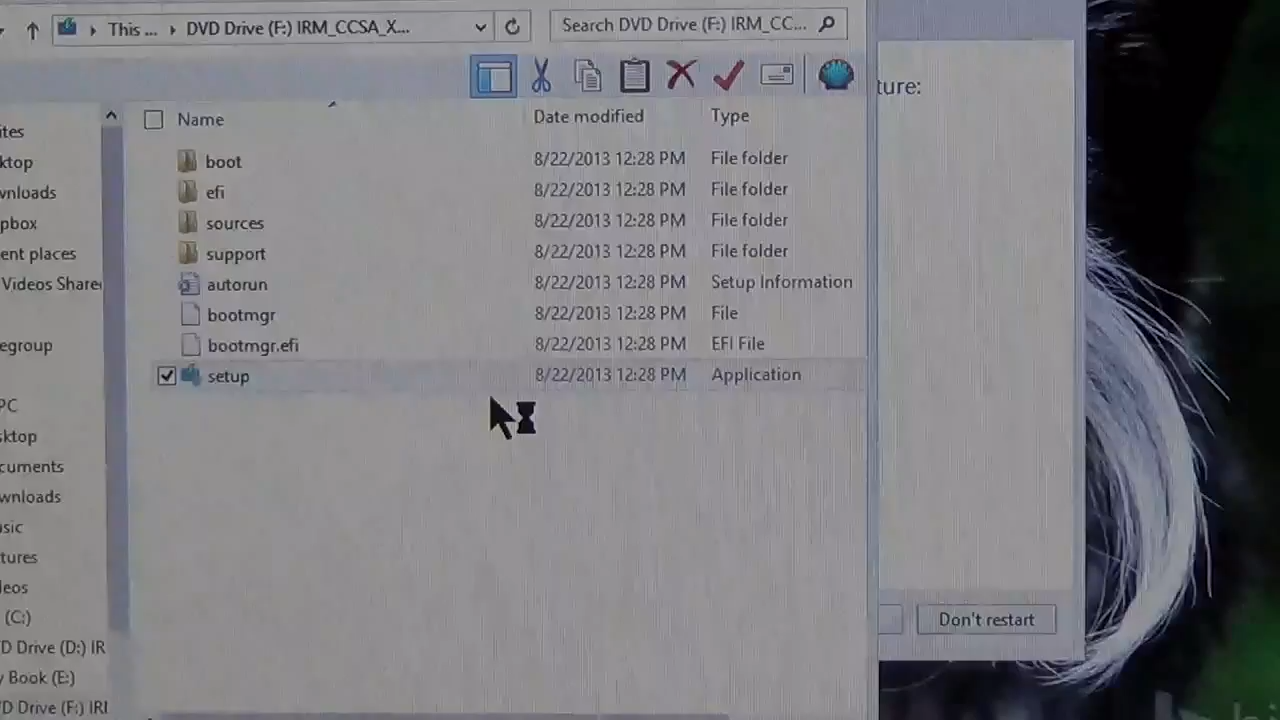 This ... DVD Drive (F:) IRM_CCSA_X... Search DVD Drive (F:) IRM_CC...
ture:
Name Date modified Type
boot 8/22/2013 12:28 PM File folder
efi 8/22/2013 12:28 PM File folder
sources 8/22/2013 12:28 PM File folder
support 8/22/2013 12:28 PM File folder
autorun 8/22/2013 12:28 PM Setup Information
bootmgr 8/22/2013 12:28 PM File
bootmgr.efi 8/22/2013 12:28 PM EFI File
setup 8/22/2013 12:28 PM Application
ites
ktop
wnloads
pbox
ent places
Videos Share
egroup
PC
sktop
cuments
wnloads
usic
tures
deos
(C:)
D Drive (D:) IR
y Book (E:)
D Drive (F:) IRI
Don't restart